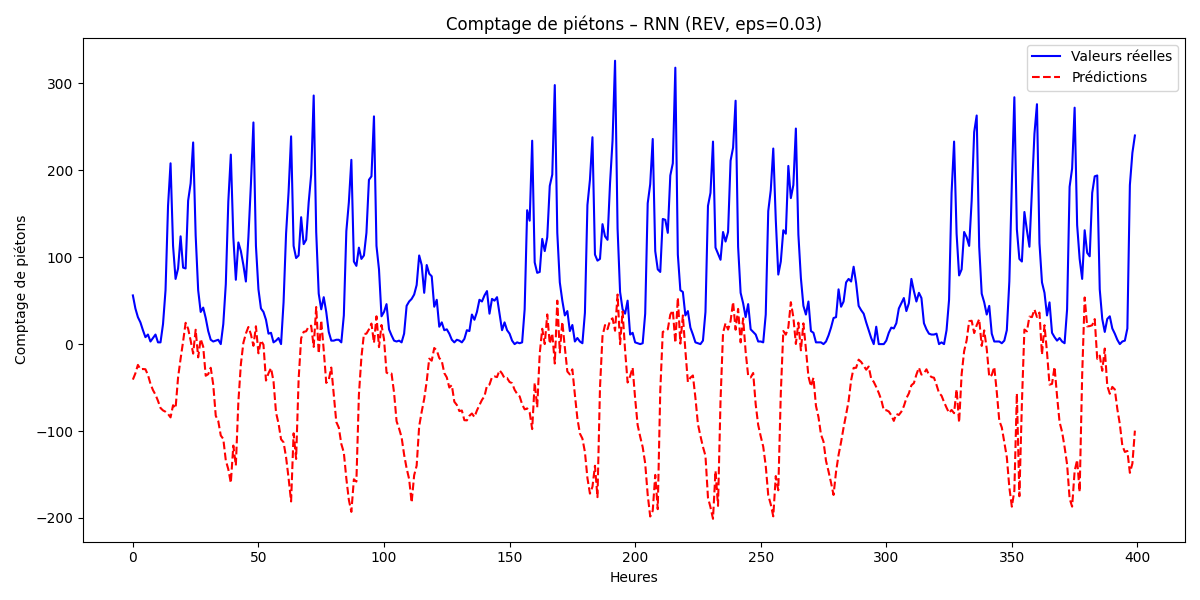 Comptage de piétons – RNN (REV, eps=0.03)
Valeurs réelles
Prédictions
Comptage de piétons
300
200
100
0
−100
−200
0 50 100 150 200 250 300 350 400
Heures